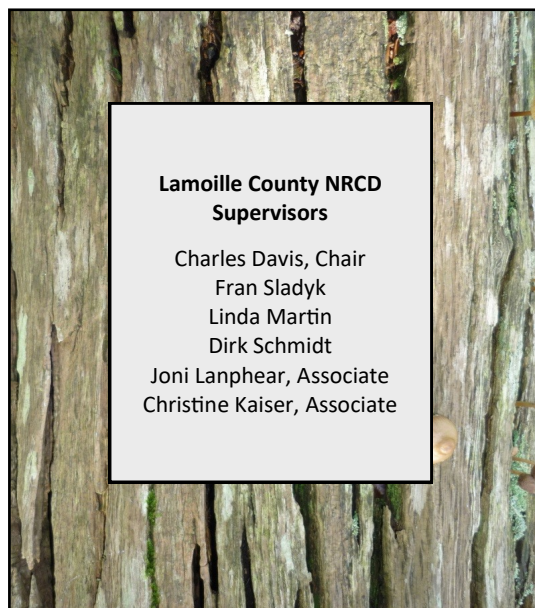 Lamoille County NRCD
Supervisors
Charles Davis, Chair
Fran Sladyk
Linda Martin
Dirk Schmidt
Joni Lanphear, Associate
Christine Kaiser, Associate